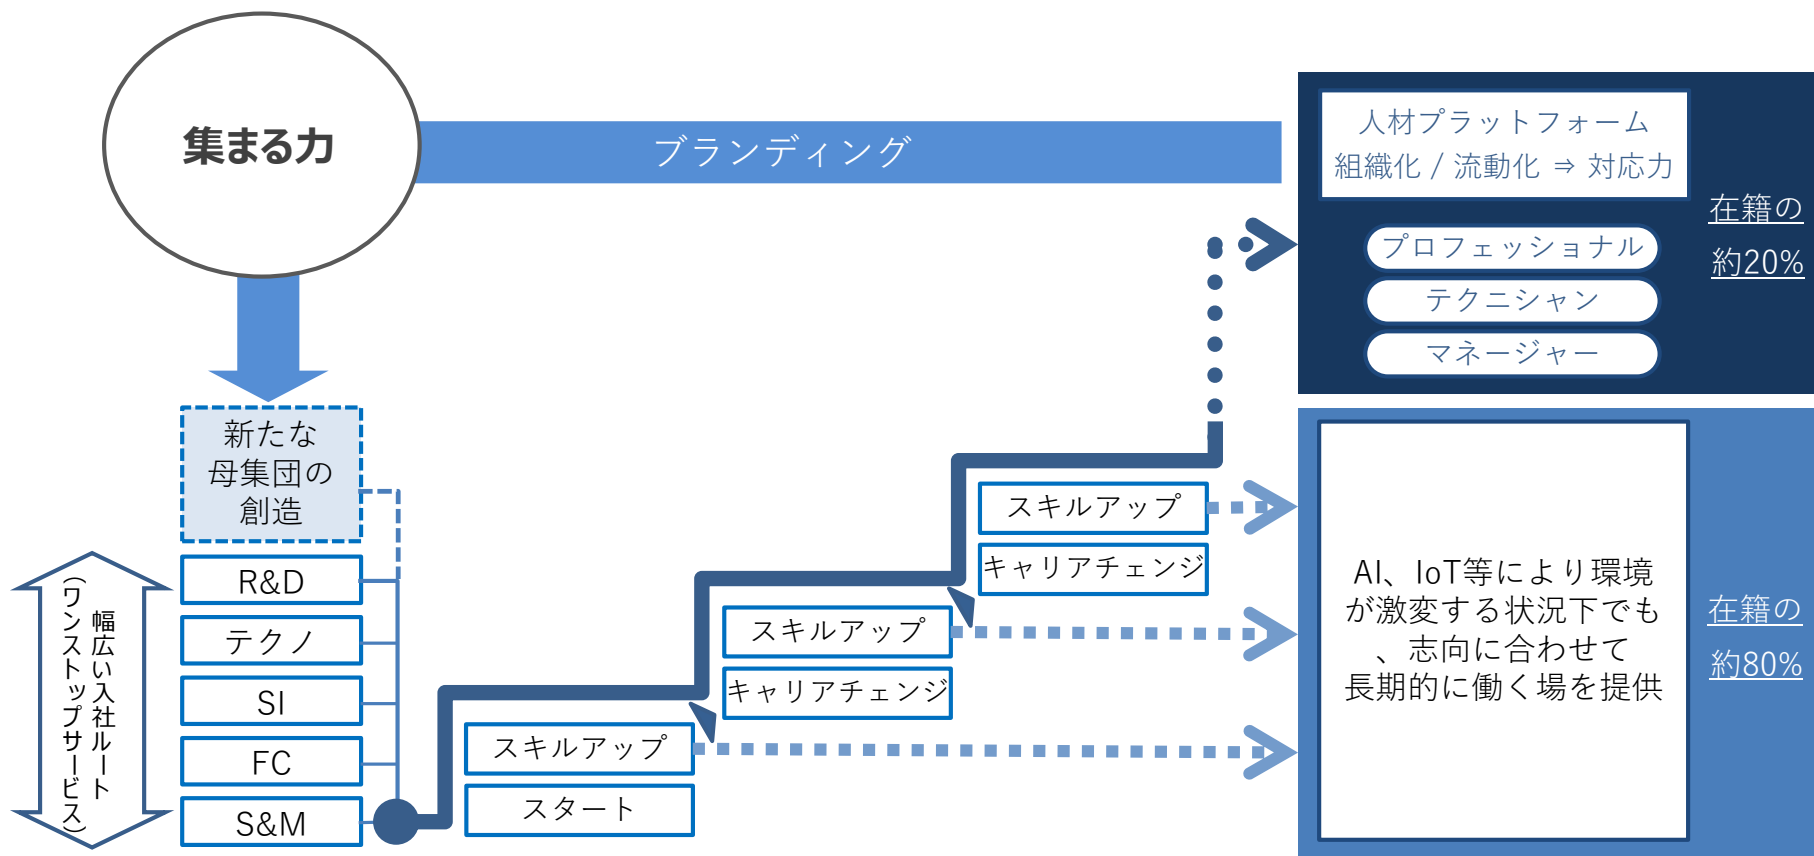 集まる力
ブランディング
人材プラットフォーム
組織化 / 流動化 ⇒ 対応力
在籍の
約20%
プロフェッショナル
テクニシャン
マネージャー
新たな
母集団の
創造
幅広い入社ルート
(ワンストップサービス)
R&D
テクノ
SI
FC
S&M
スキルアップ
スタート
スキルアップ
キャリアチェンジ
スキルアップ
キャリアチェンジ
AI、IoT等により環境
が激変する状況下でも
、志向に合わせて
長期的に働く場を提供
在籍の
約80%